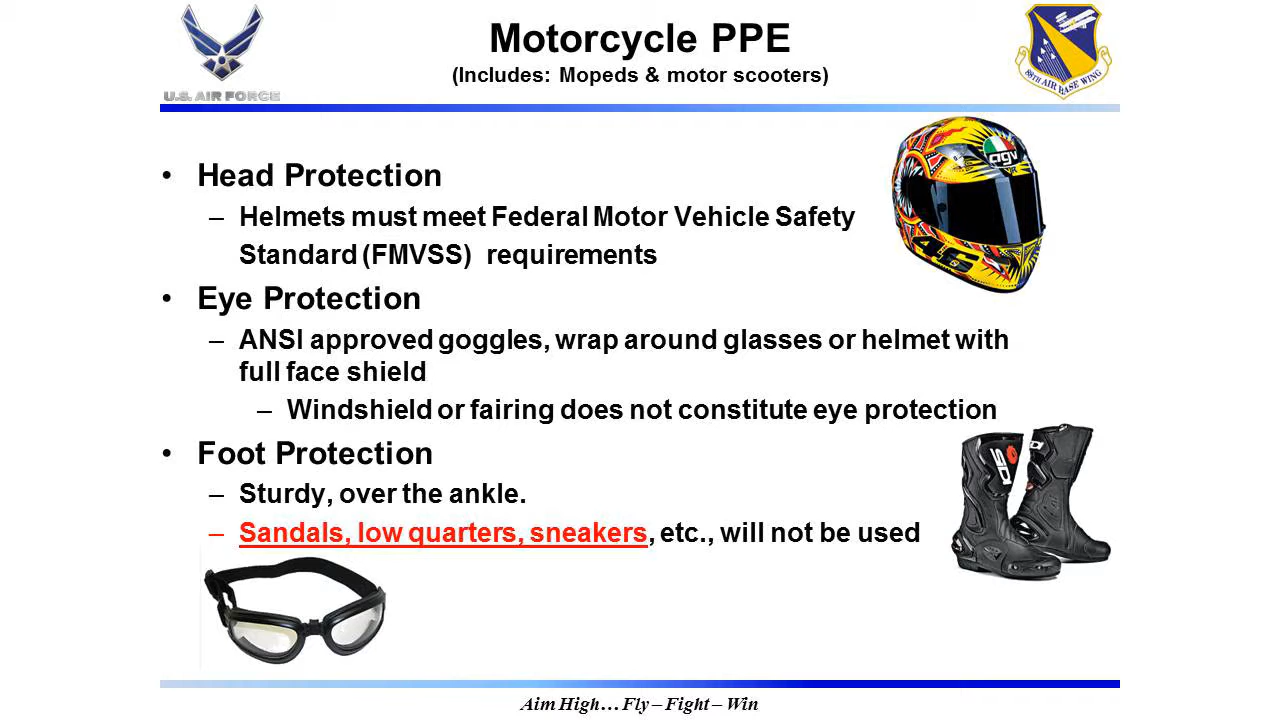 Motorcycle PPE
(Includes: Mopeds & motor scooters)
U.S. AIR FORCE
88TH AIR BASE WING
• Head Protection
– Helmets must meet Federal Motor Vehicle Safety
Standard (FMVSS) requirements
agv
46
• Eye Protection
– ANSI approved goggles, wrap around glasses or helmet with
full face shield
– Windshield or fairing does not constitute eye protection
• Foot Protection
– Sturdy, over the ankle.
– Sandals, low quarters, sneakers, etc., will not be used
SIDI
Aim High… Fly – Fight – Win